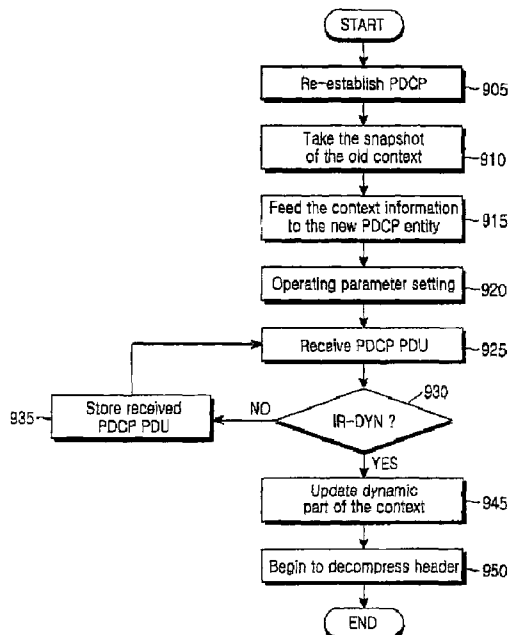 START
Re-establish PDCP
905
Take the snapshot
of the old context
910
Feed the context information
to the new PDCP entity
915
Operating parameter setting
920
Receive PDCP PDU
925
930
IR-DYN ?
NO
935
Store received
PDCP PDU
YES
Update dynamic
part of the context
945
Begin to decompress header
950
END